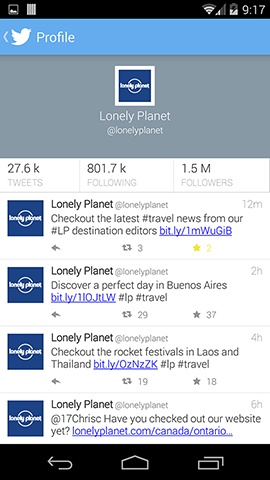 9:17
Profile
lonely planet
Lonely Planet
@lonelyplanet
27.6 k 801.7 k 1.5 M
TWEETS FOLLOWING FOLLOWERS
Lonely Planet @lonelyplanet 12m
lonely planet
Checkout the latest #travel news from our
#LP destination editors bit.ly/1mWuGiB
3 2
Lonely Planet @lonelyplanet 2h
lonely planet
Discover a perfect day in Buenos Aires
bit.ly/1lOJtLW #lp #travel
29 37
Lonely Planet @lonelyplanet 4h
lonely planet
Checkout the rocket festivals in Laos and
Thailand bit.ly/OzNzZK #lp #travel
19 18
Lonely Planet @lonelyplanet 6h
lonely planet
@17Chrisc Have you checked out our website
yet? lonelyplanet.com/canada/ontario...